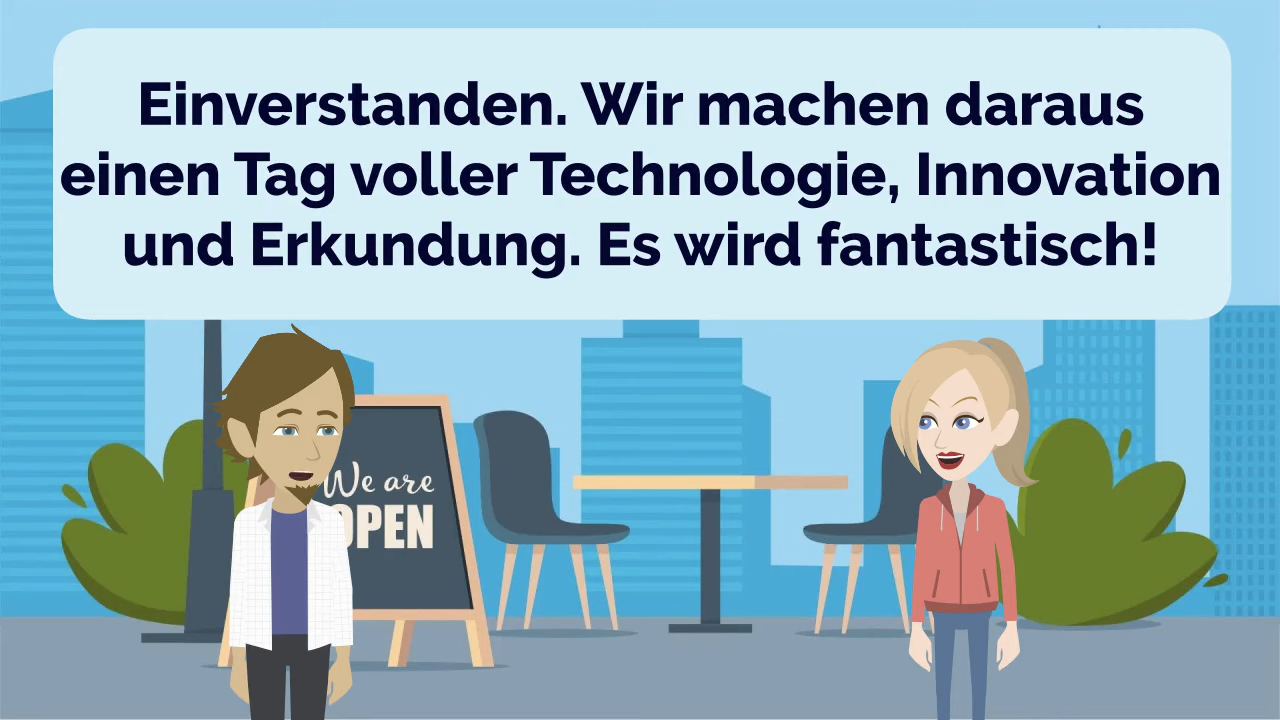 Einverstanden. Wir machen daraus
einen Tag voller Technologie, Innovation
und Erkundung. Es wird fantastisch!
We are
OPEN